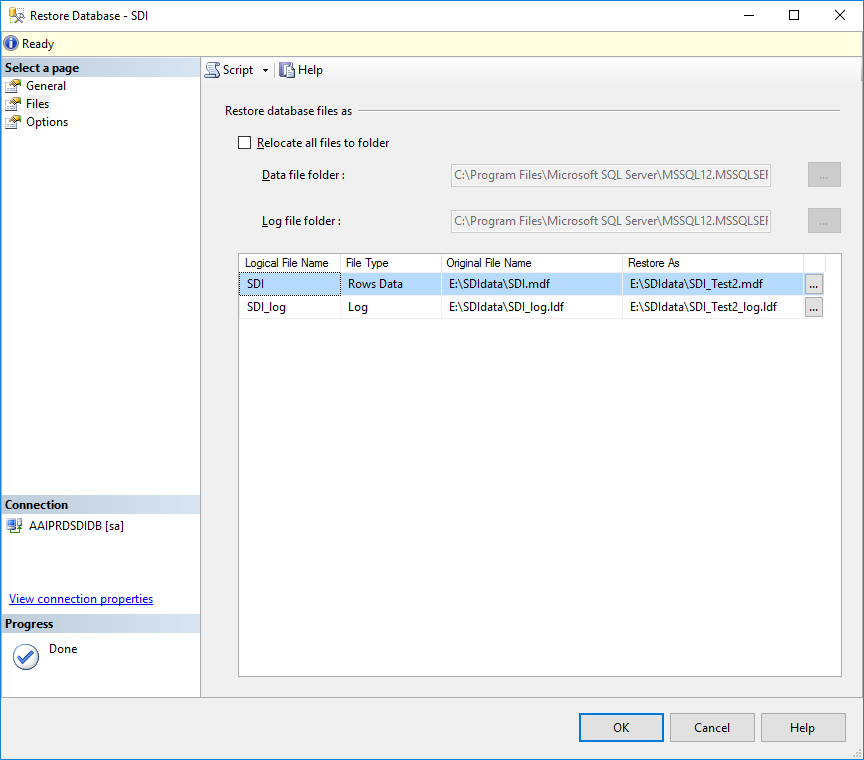 Restore Database - SDI
Ready
Select a page
General
Files
Options
Script
Help
Restore database files as
Relocate all files to folder
Data file folder :
C:\Program Files\Microsoft SQL Server\MSSQL12.MSSQLSER
...
Log file folder :
C:\Program Files\Microsoft SQL Server\MSSQL12.MSSQLSER
...
Logical File Name File Type Original File Name Restore As
SDI Rows Data E:\SDIdata\SDI.mdf E:\SDIdata\SDI_Test2.mdf ...
SDI_log Log E:\SDIdata\SDI_log.ldf E:\SDIdata\SDI_Test2_log.ldf ...
Connection
AAIPRDSDIDB [sa]
View connection properties
Progress
Done
OK Cancel Help